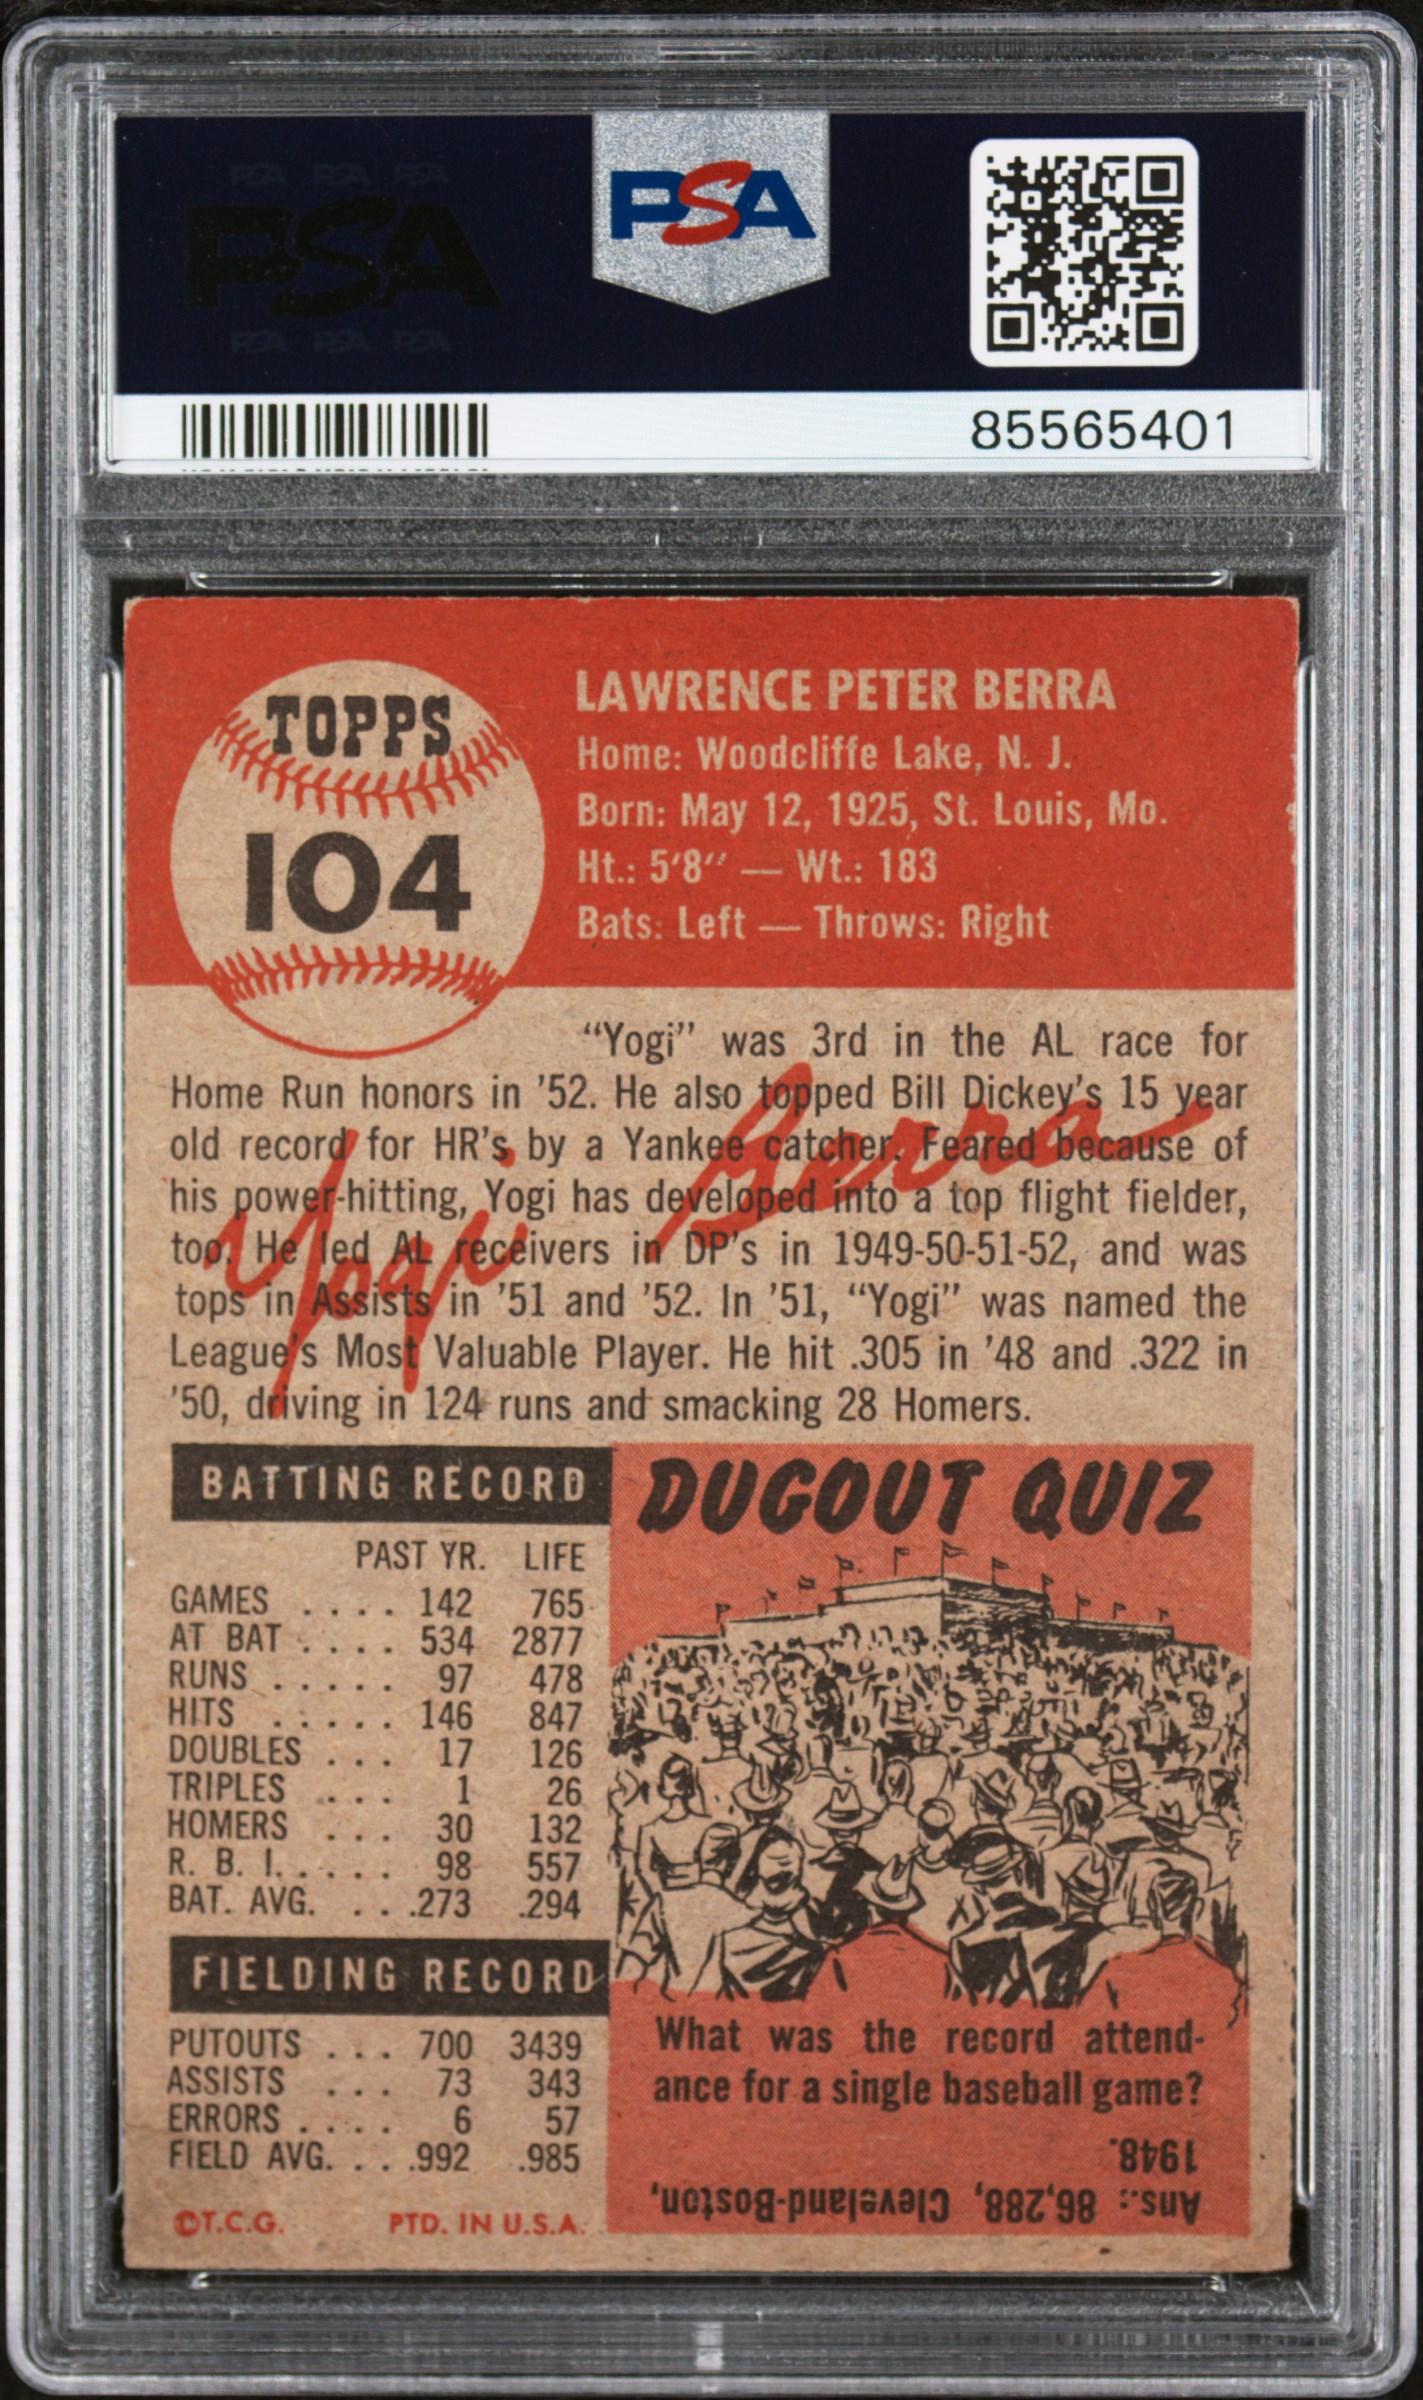 PSA PSA PSA
PSA
PSA PSA PSA
PSA
85565401
TOPPS
104
LAWRENCE PETER BERRA
Home: Woodcliffe Lake, N. J.
Born: May 12, 1925, St. Louis, Mo.
Ht.: 5'8" — Wt.: 183
Bats: Left — Throws: Right
"Yogi" was 3rd in the AL race for
Home Run honors in '52. He also topped Bill Dickey's 15 year
old record for HR's by a Yankee catcher. Feared because of
his power-hitting, Yogi has developed into a top flight fielder,
too. He led AL receivers in DP's in 1949-50-51-52, and was
tops in Assists in '51 and '52. In '51, "Yogi" was named the
League's Most Valuable Player. He hit .305 in '48 and .322 in
'50, driving in 124 runs and smacking 28 Homers.
Yogi Berra
BATTING RECORD
PAST YR. LIFE
GAMES .... 142 765
AT BAT .... 534 2877
RUNS ..... 97 478
HITS ..... 146 847
DOUBLES ... 17 126
TRIPLES ... 1 26
HOMERS ... 30 132
R. B. I. .... 98 557
BAT. AVG. ...273 .294
FIELDING RECORD
PUTOUTS ... 700 3439
ASSISTS ... 73 343
ERRORS .... 6 57
FIELD AVG. ...992 .985
©T.C.G. PTD. IN U.S.A.
DUGOUT QUIZ
What was the record attend-
ance for a single baseball game?
Ans.: 86,288, Cleveland-Boston,
1948.